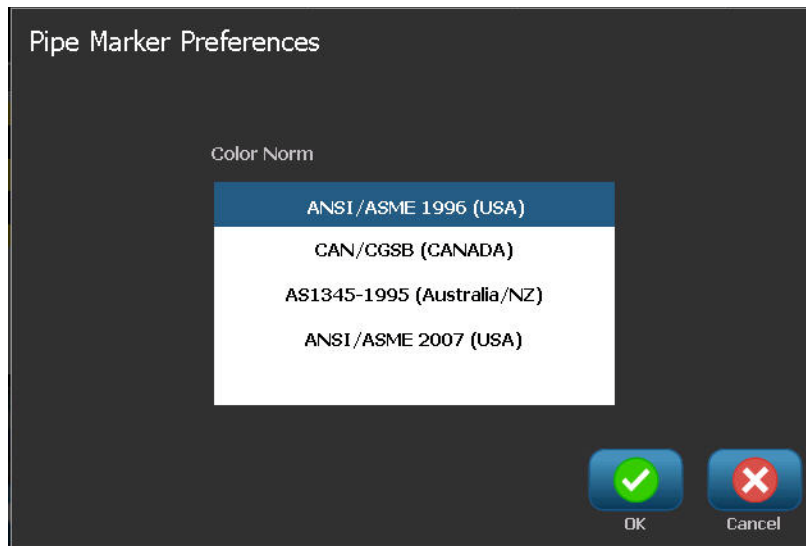 Pipe Marker Preferences
Color Norm
ANSI/ASME 1996 (USA)
CAN/CGSB (CANADA)
AS1345-1995 (Australia/NZ)
ANSI/ASME 2007 (USA)
OK
Cancel